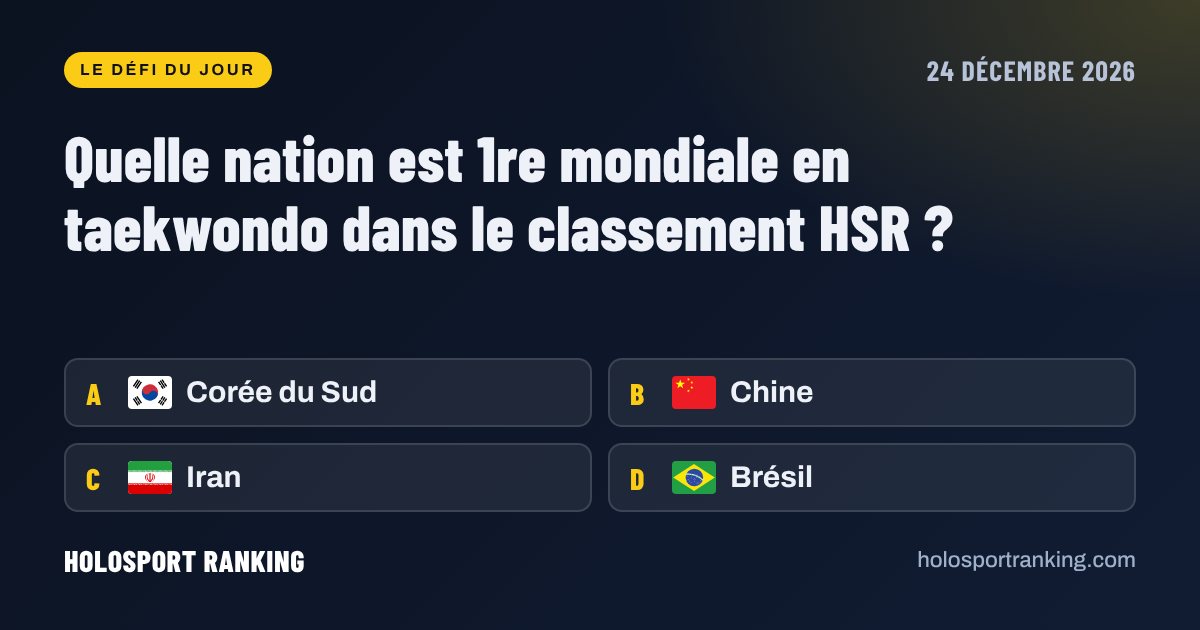 LE DÉFI DU JOUR
24 DÉCEMBRE 2026
Quelle nation est 1re mondiale en
taekwondo dans le classement HSR ?
A Corée du Sud
B Chine
C Iran
D Brésil
HOLOSPORT RANKING
holosportranking.com